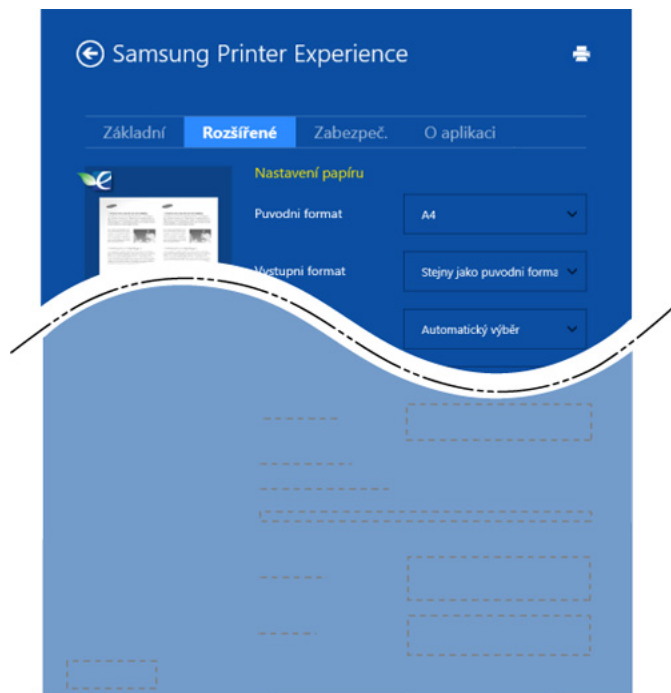 Samsung Printer Experience
Základní Rozšířené Zabezpeč. O aplikaci
Nastavení papíru
Puvodni format A4
Vystupni format Stejny jako puvodni forma
Automatický výběr